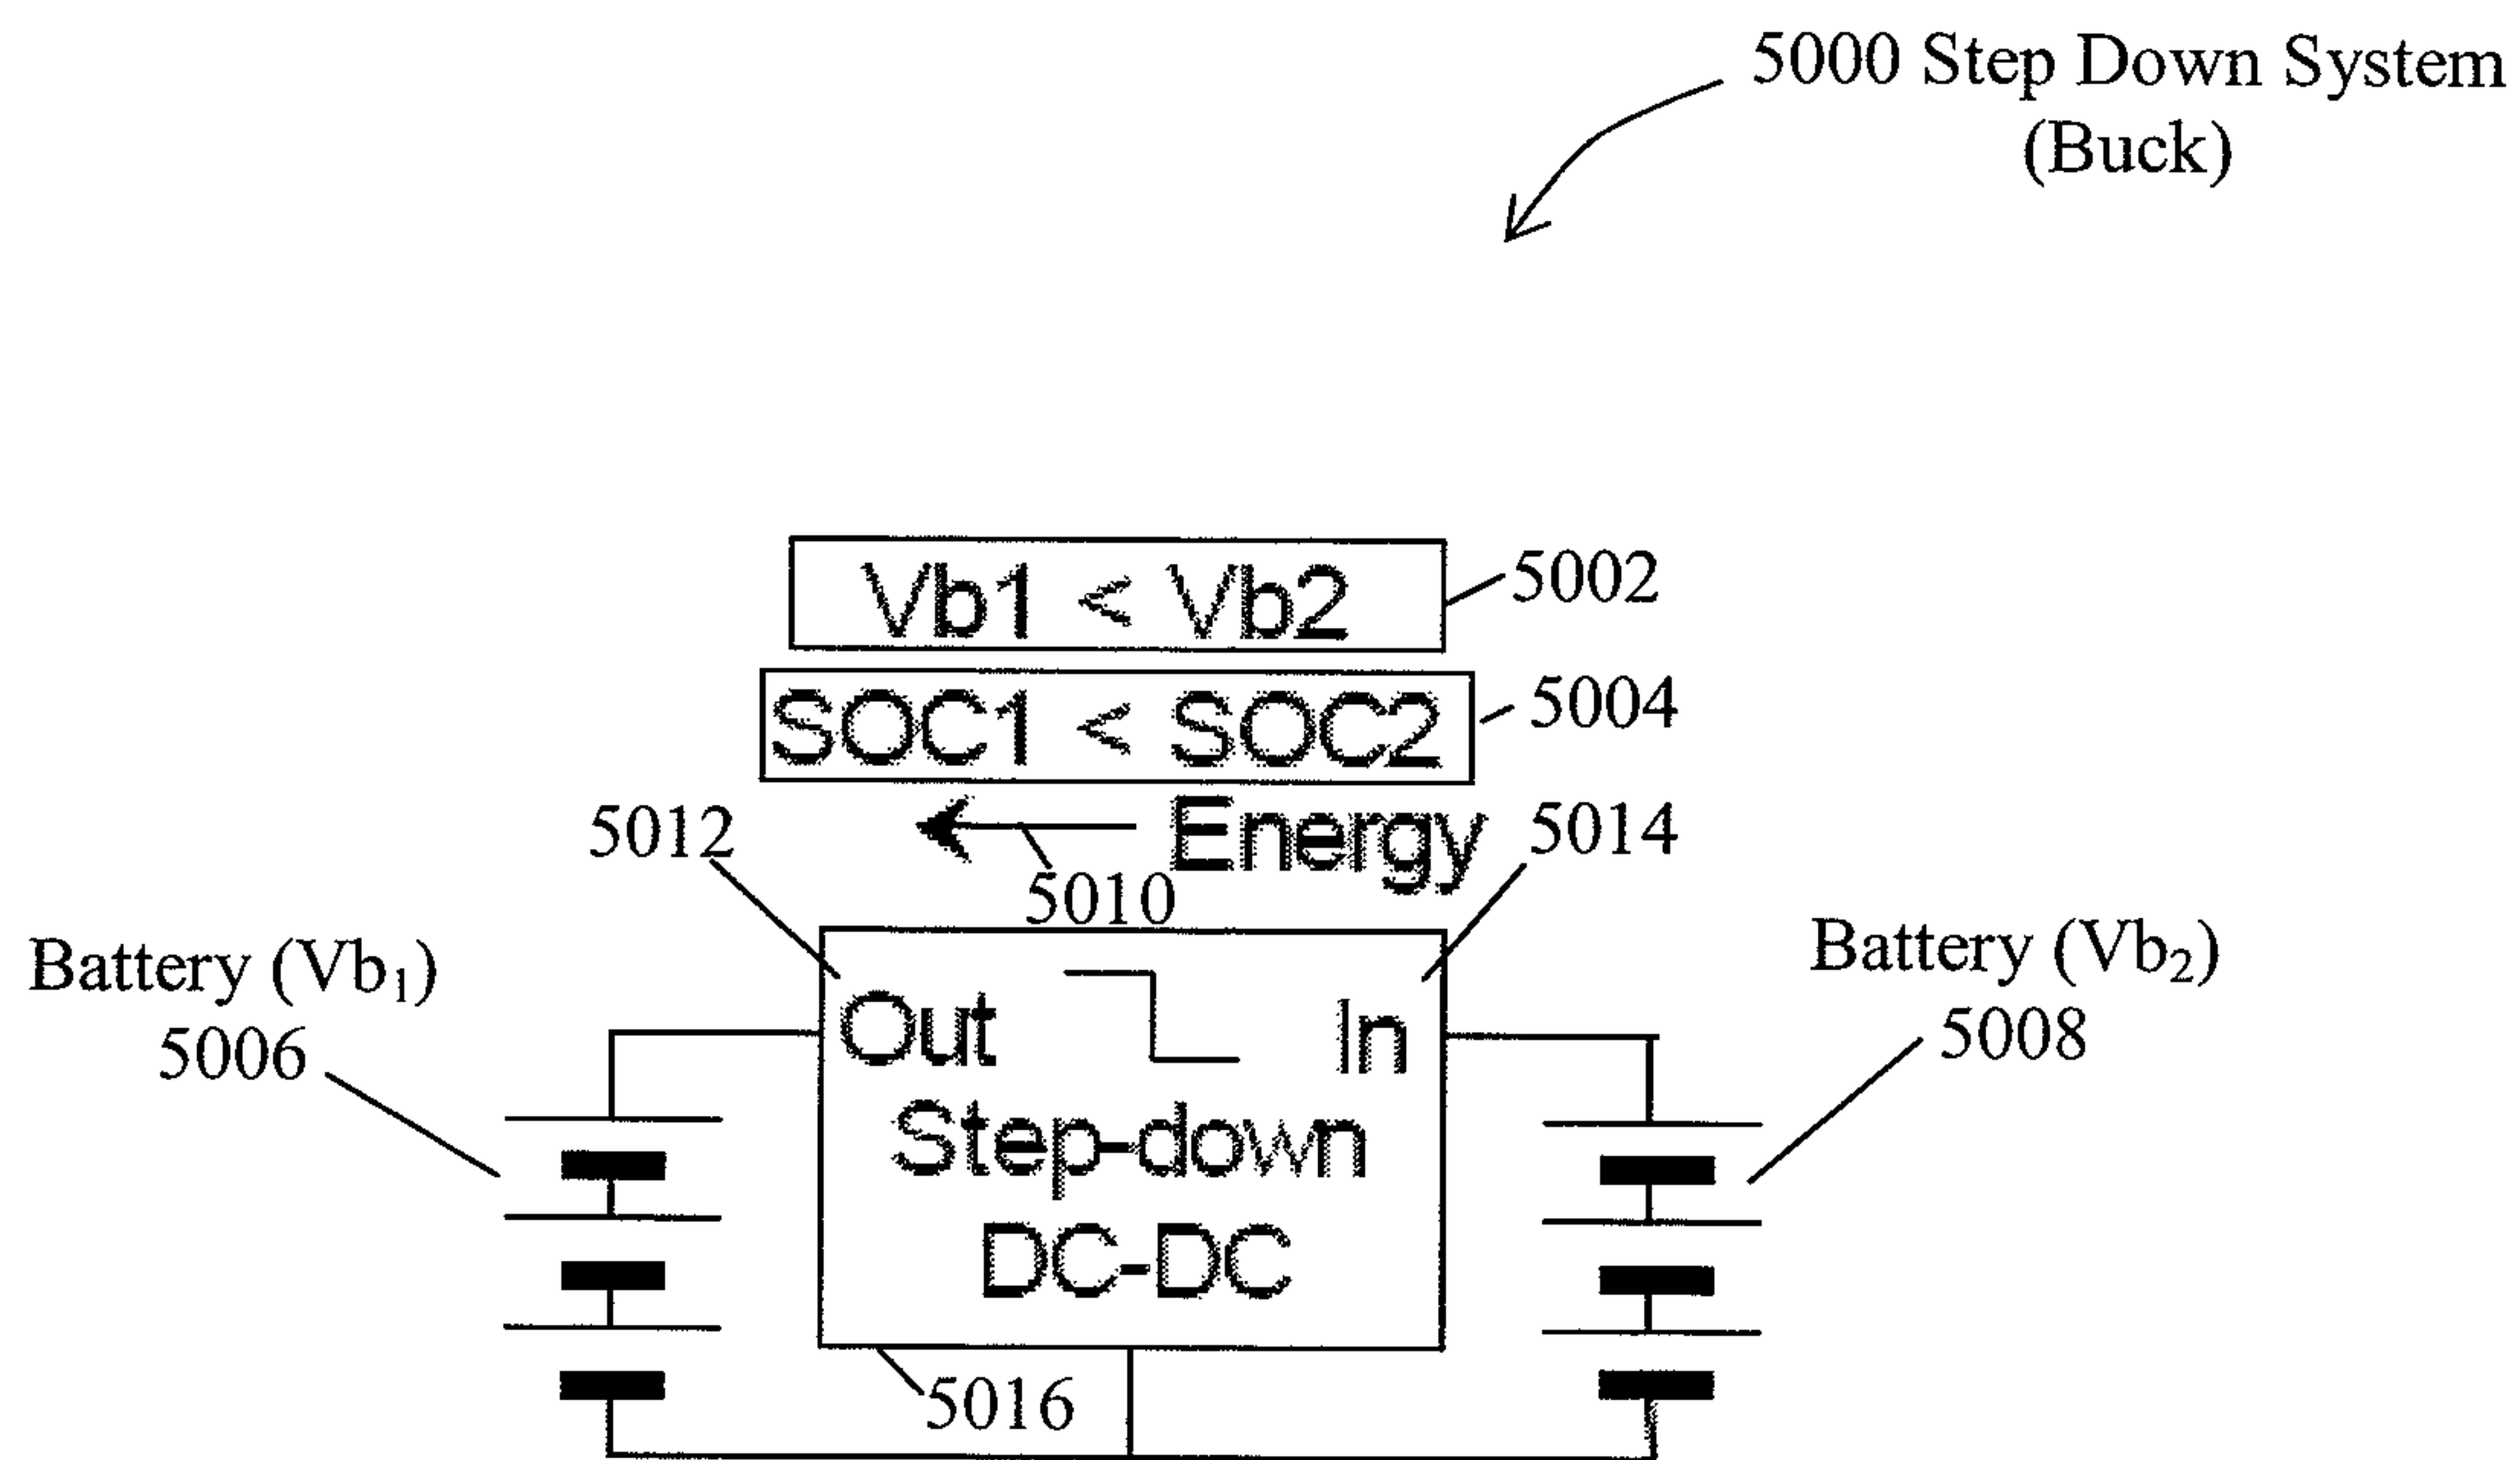 5000 Step Down System
(Buck)
Vb1 < Vb2
5002
SOC1 < SOC2
5004
5012
Energy
5014
5010
Battery (Vb₁)
5006
Battery (Vb₂)
5008
Out
In
Step-down
DC-DC
5016